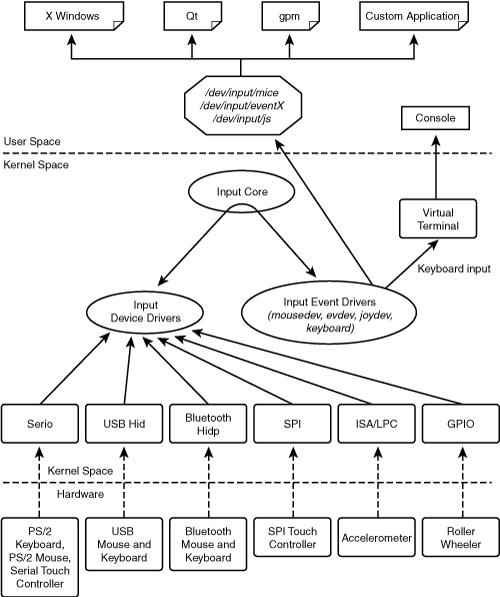 X Windows
Qt
gpm
Custom Application
/dev/input/mice
/dev/input/eventX
/dev/input/js
Console
User Space
Kernel Space
Input Core
Virtual
Terminal
Keyboard input
Input
Device Drivers
Input Event Drivers
(mousedev, evdev, joydev,
keyboard)
Serio
USB Hid
Bluetooth
Hidp
SPI
ISA/LPC
GPIO
Kernel Space
Hardware
PS/2
Keyboard,
PS/2 Mouse,
Serial Touch
Controller
USB
Mouse and
Keyboard
Bluetooth
Mouse and
Keyboard
SPI Touch
Controller
Accelerometer
Roller
Wheeler